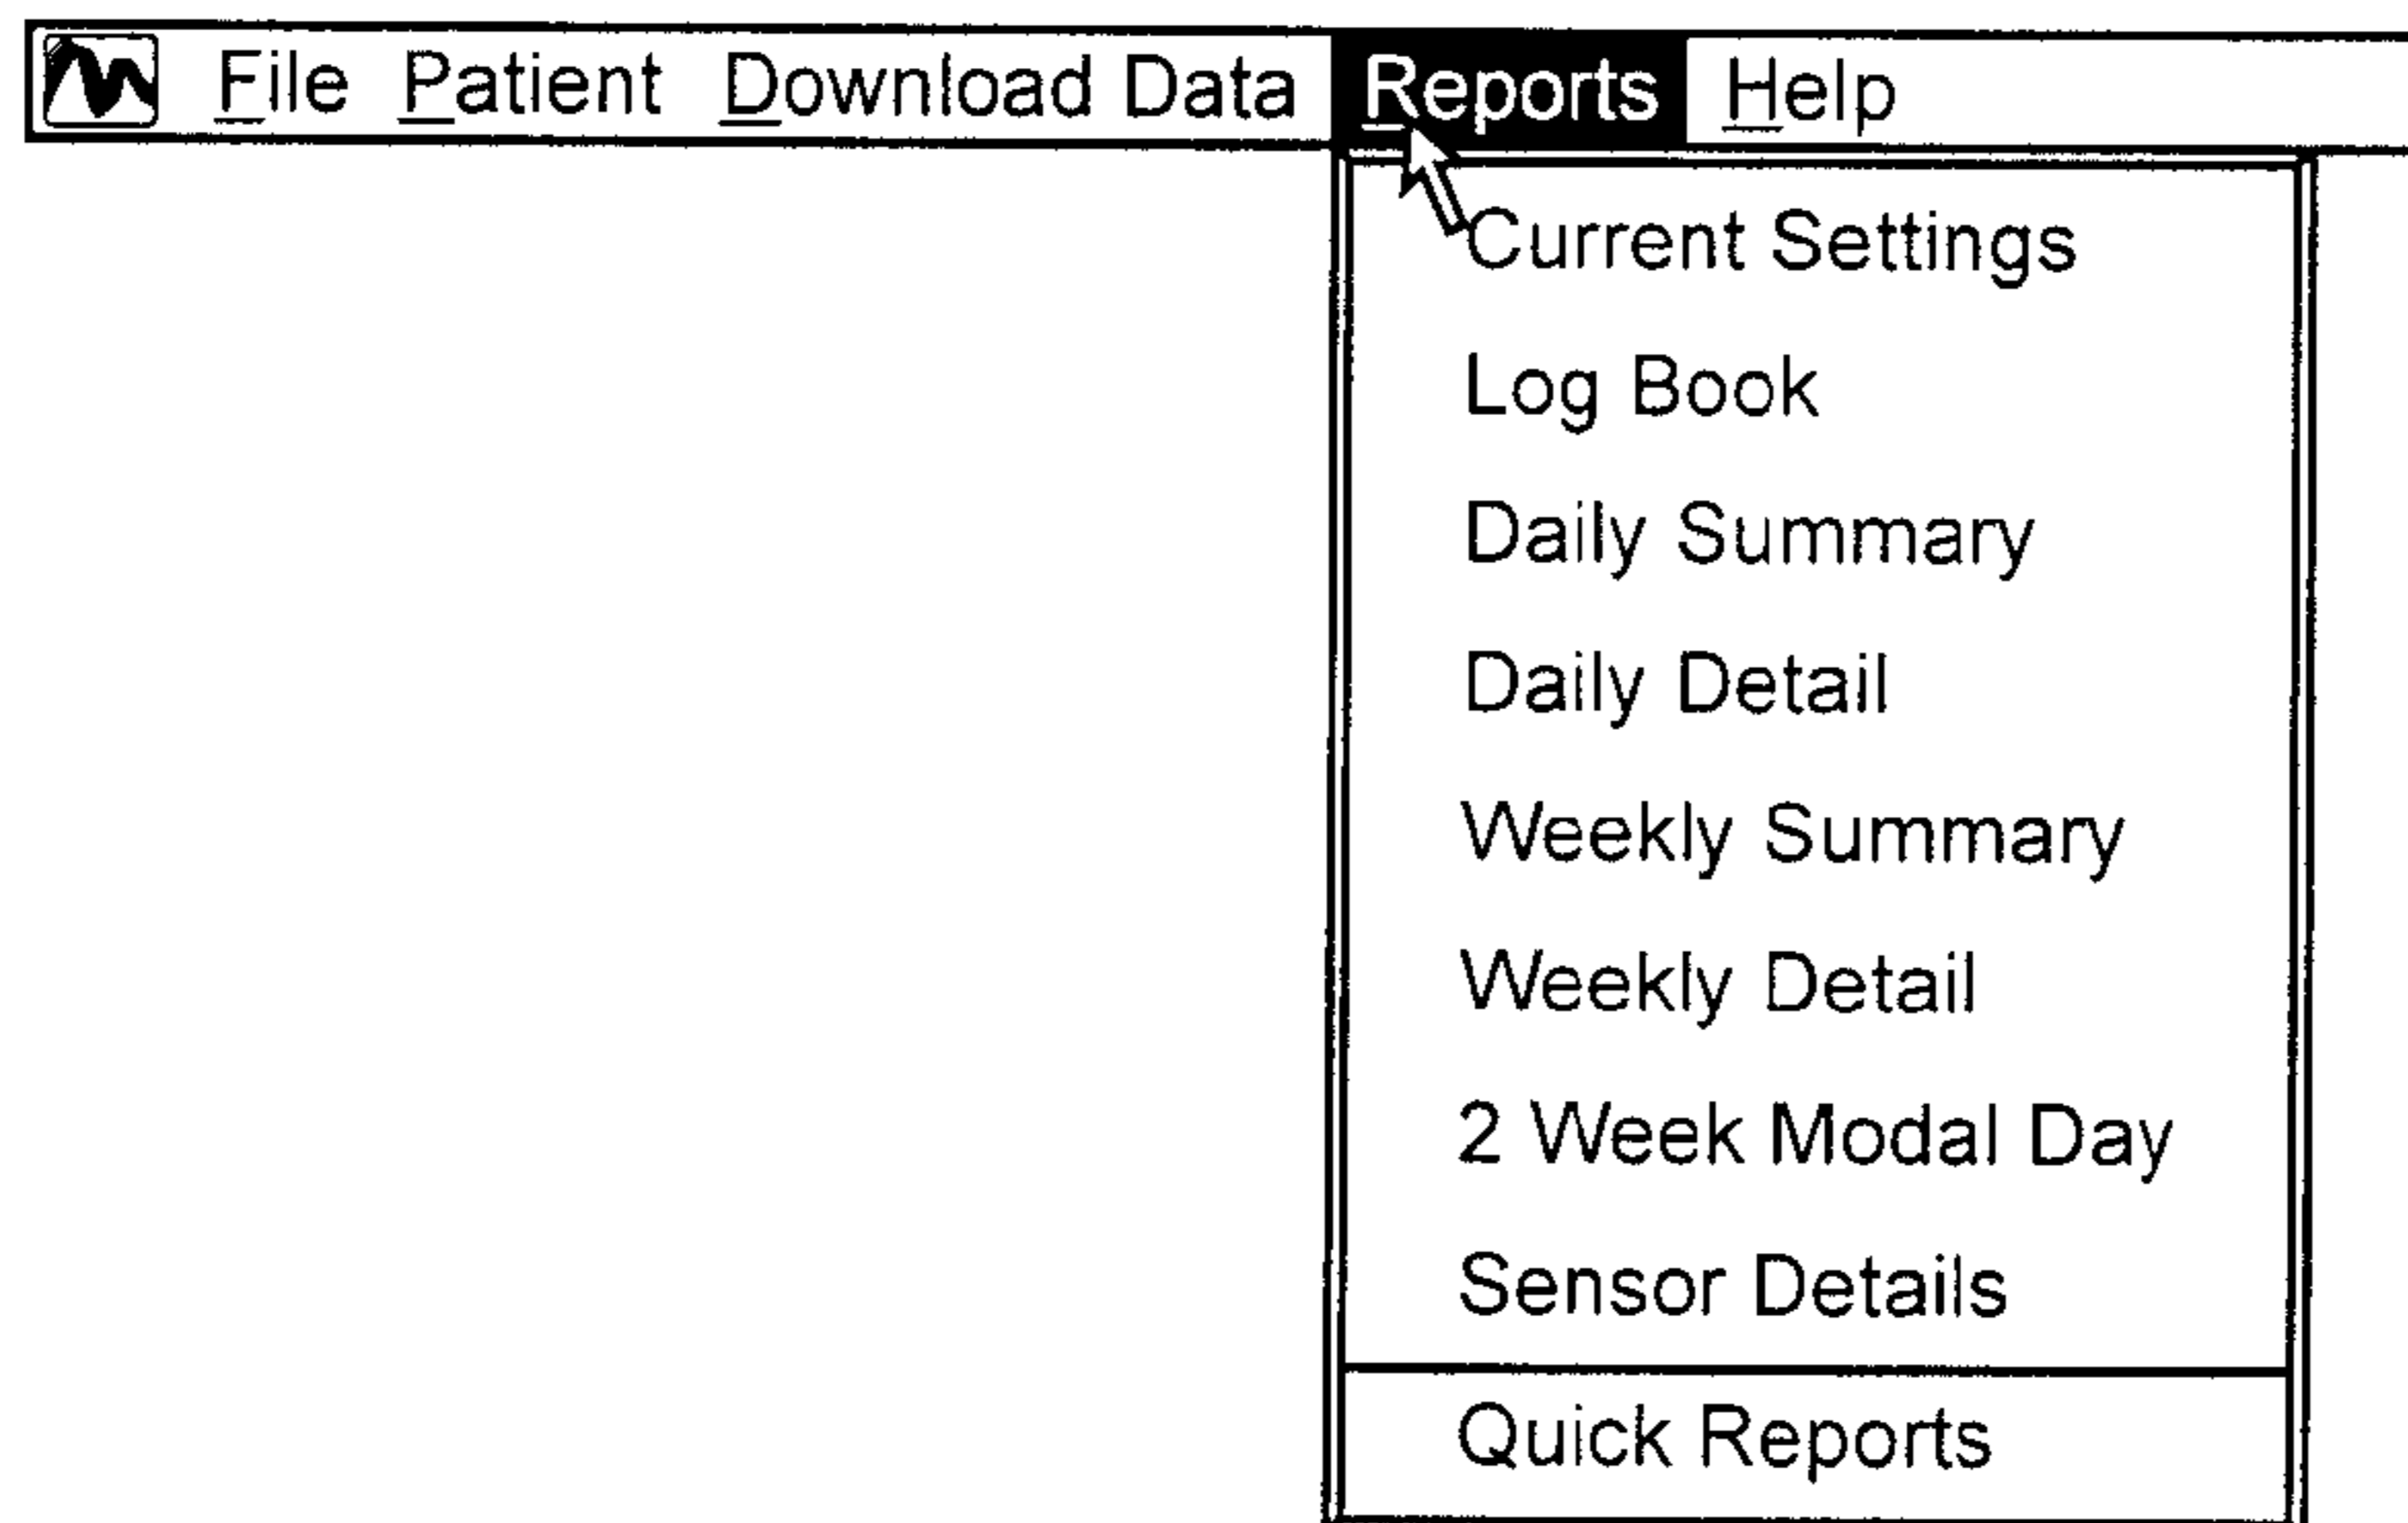 File Patient Download Data Reports Help
Current Settings
Log Book
Daily Summary
Daily Detail
Weekly Summary
Weekly Detail
2 Week Modal Day
Sensor Details
Quick Reports